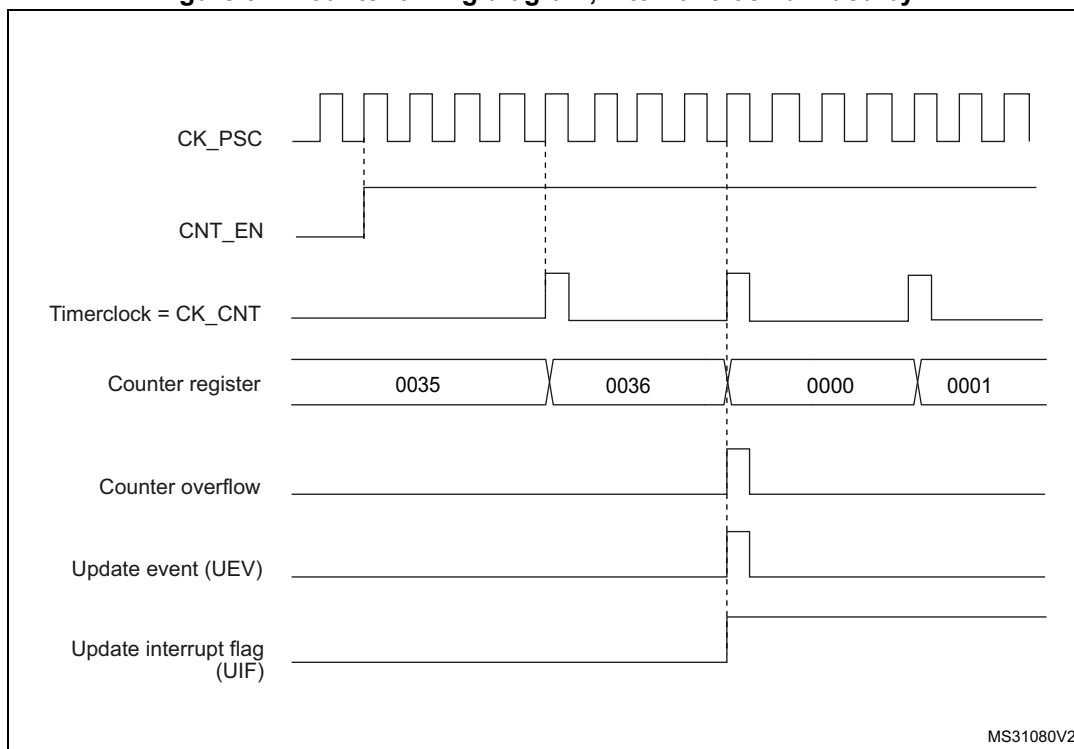 CK_PSC
CNT_EN
Timerclock = CK_CNT
Counter register
0035 0036 0000 0001
Counter overflow
Update event (UEV)
Update interrupt flag
(UIF)
MS31080V2